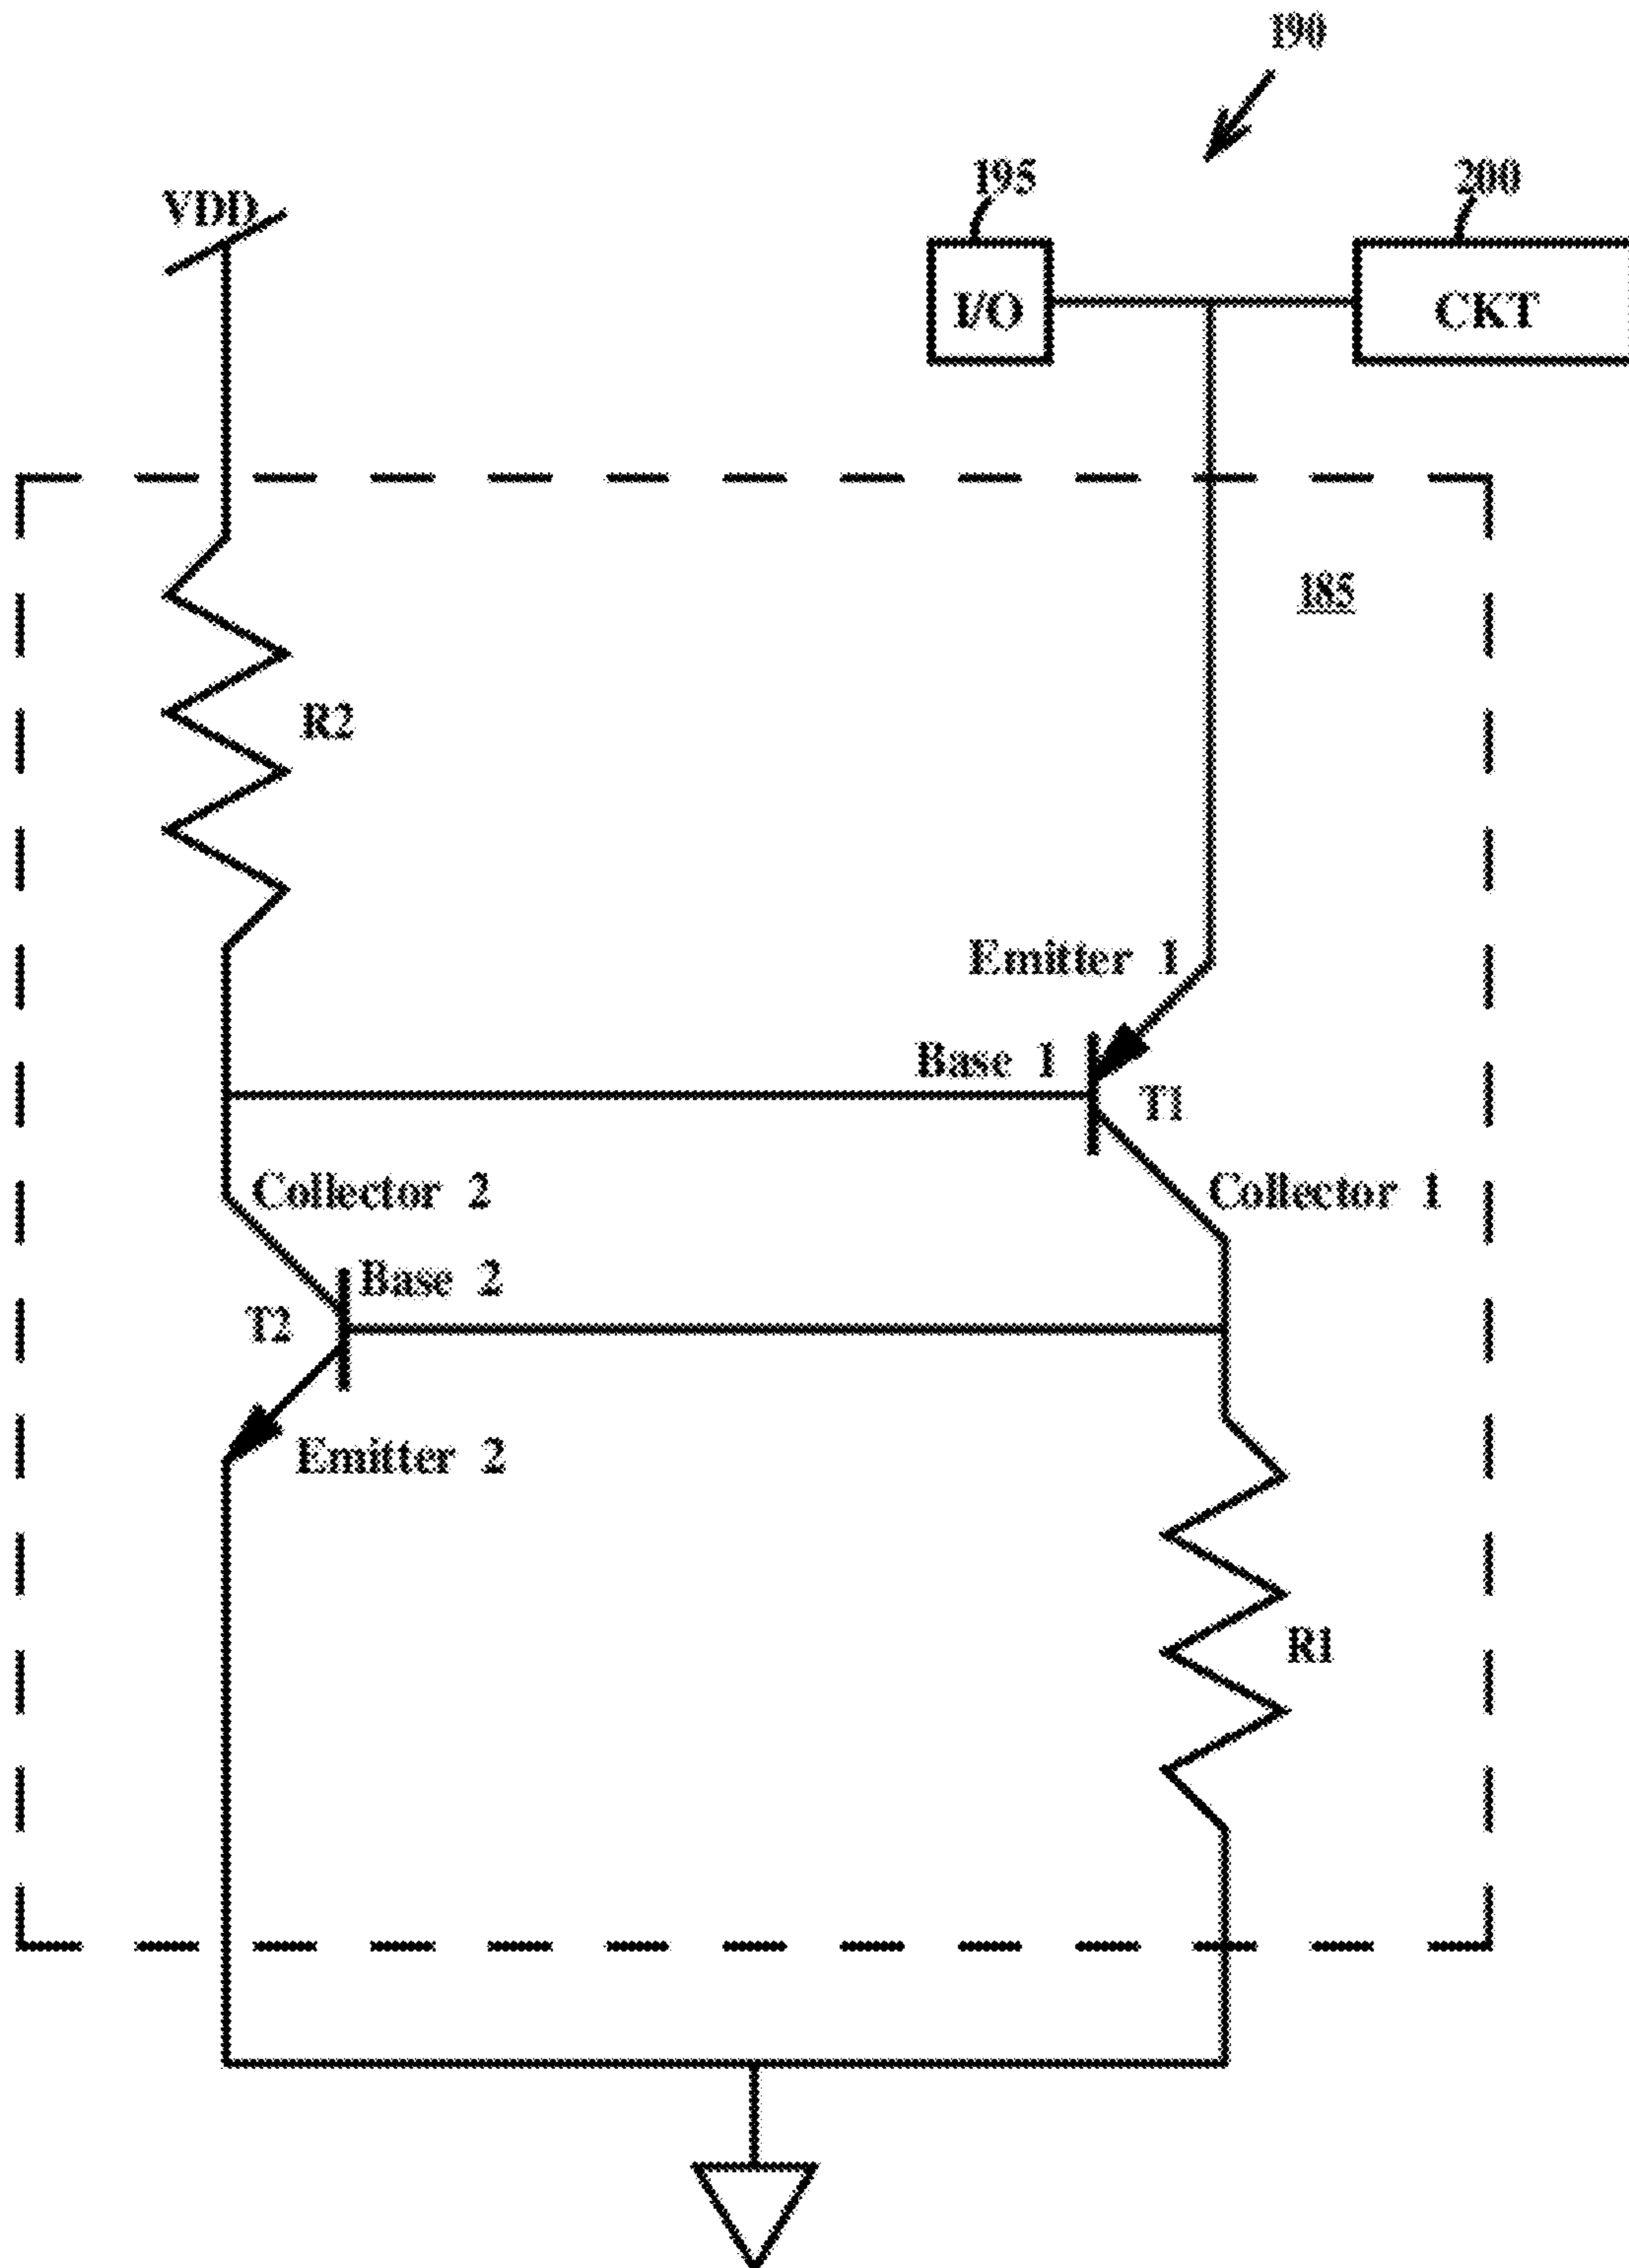 190
195
200
VDD
I/O
CKT
185
R2
Emitter 1
Base 1
T1
Collector 2
Collector 1
Base 2
T2
Emitter 2
R1